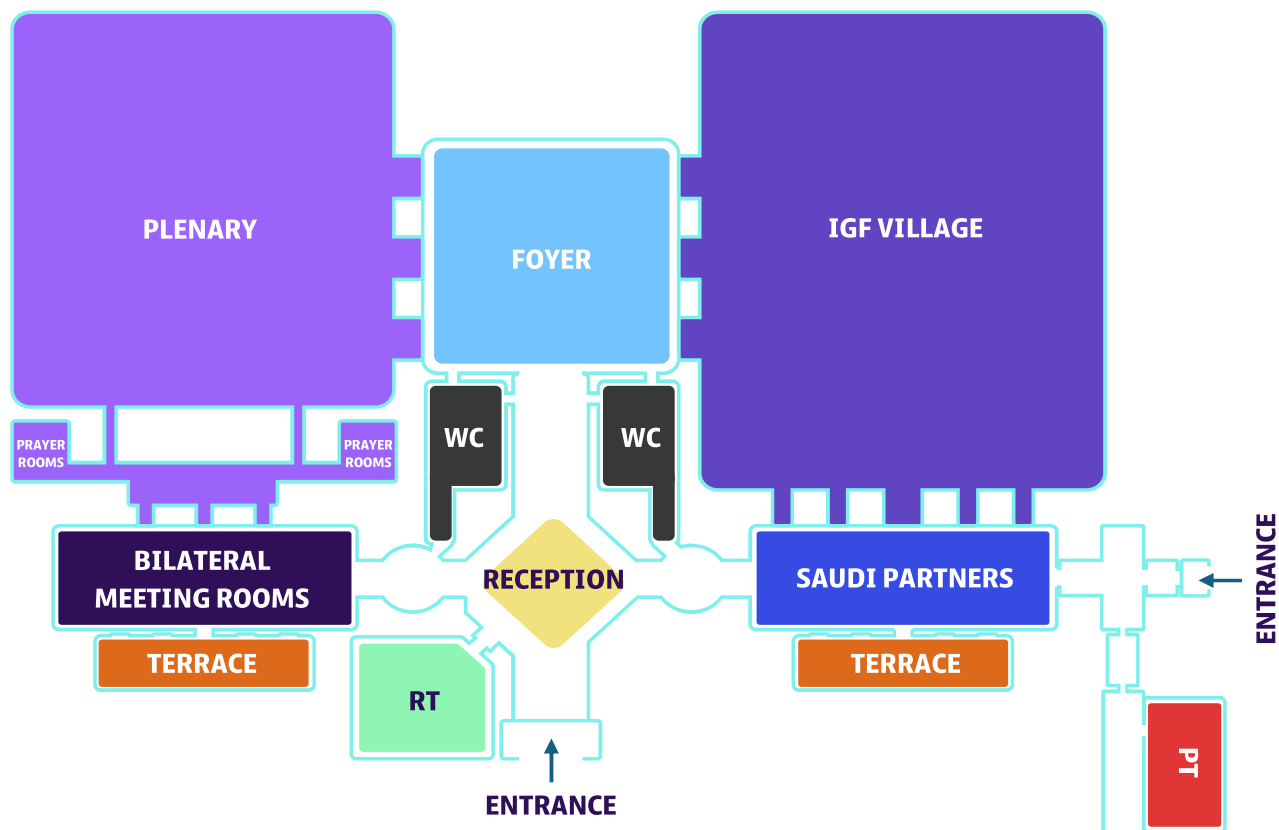 PLENARY
IGF VILLAGE
FOYER
WC
WC
PRAYER
ROOMS
PRAYER
ROOMS
BILATERAL
MEETING ROOMS
RECEPTION
SAUDI PARTNERS
ENTRANCE
TERRACE
TERRACE
RT
PT
ENTRANCE